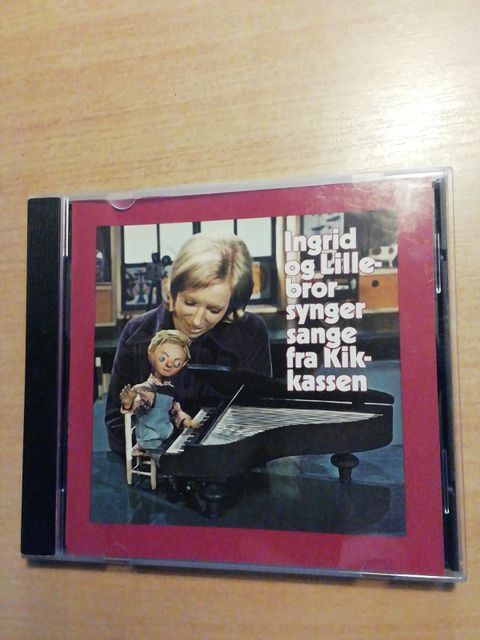 Ingrid
og Lille-
bror
synger
sange
fra Kik-
kassen